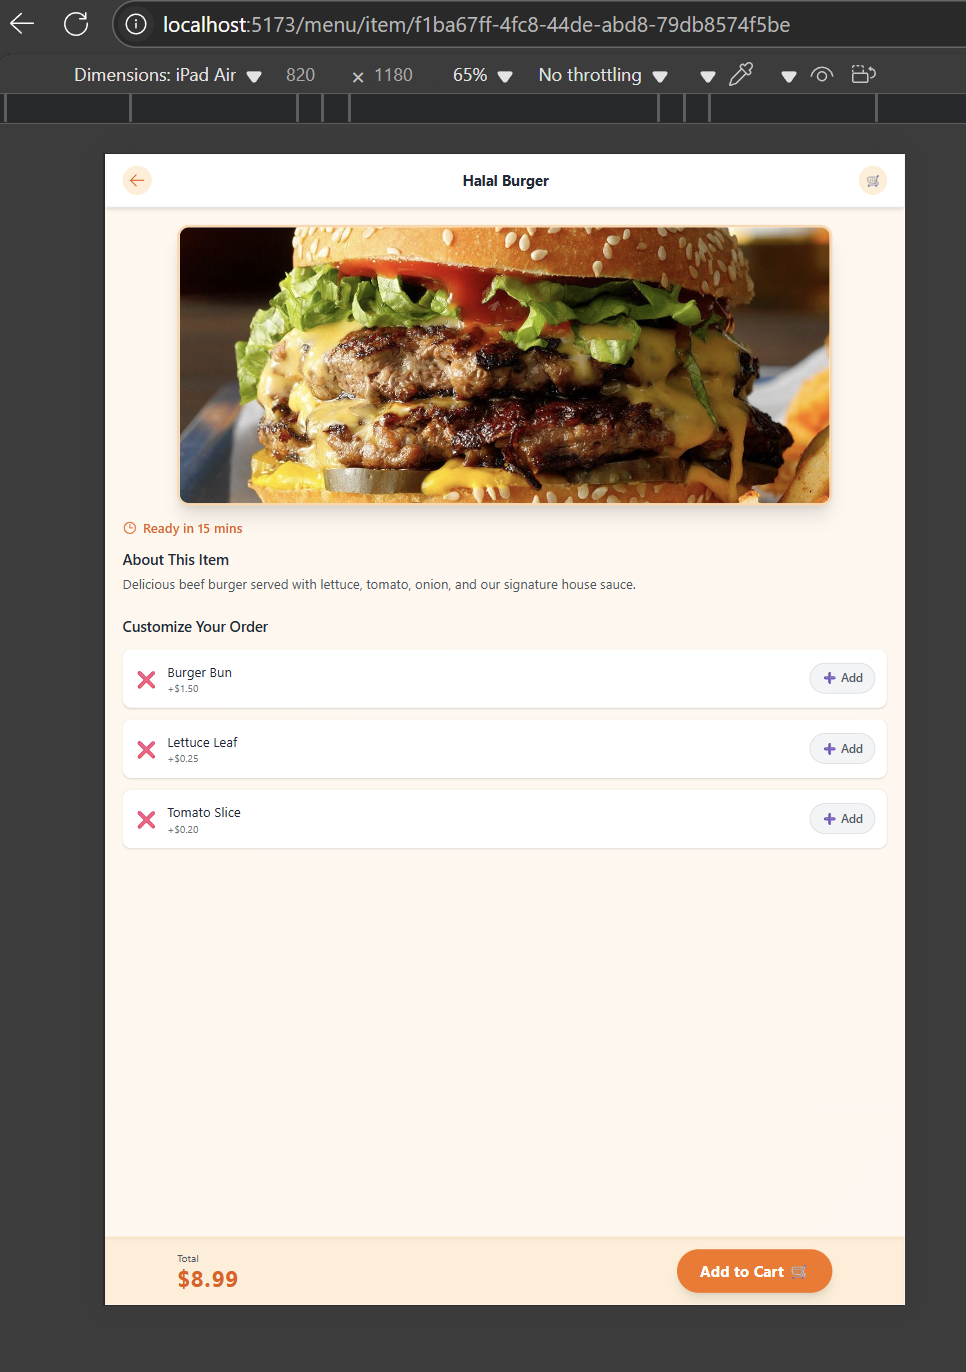 localhost:5173/menu/item/f1ba67ff-4fc8-44de-abd8-79db8574f5be
Dimensions: iPad Air 820 × 1180 65% No throttling
Halal Burger
Ready in 15 mins
About This Item
Delicious beef burger served with lettuce, tomato, onion, and our signature house sauce.
Customize Your Order
Burger Bun
+$1.50
Add
Lettuce Leaf
+$0.25
Add
Tomato Slice
+$0.20
Add
Total
$8.99
Add to Cart